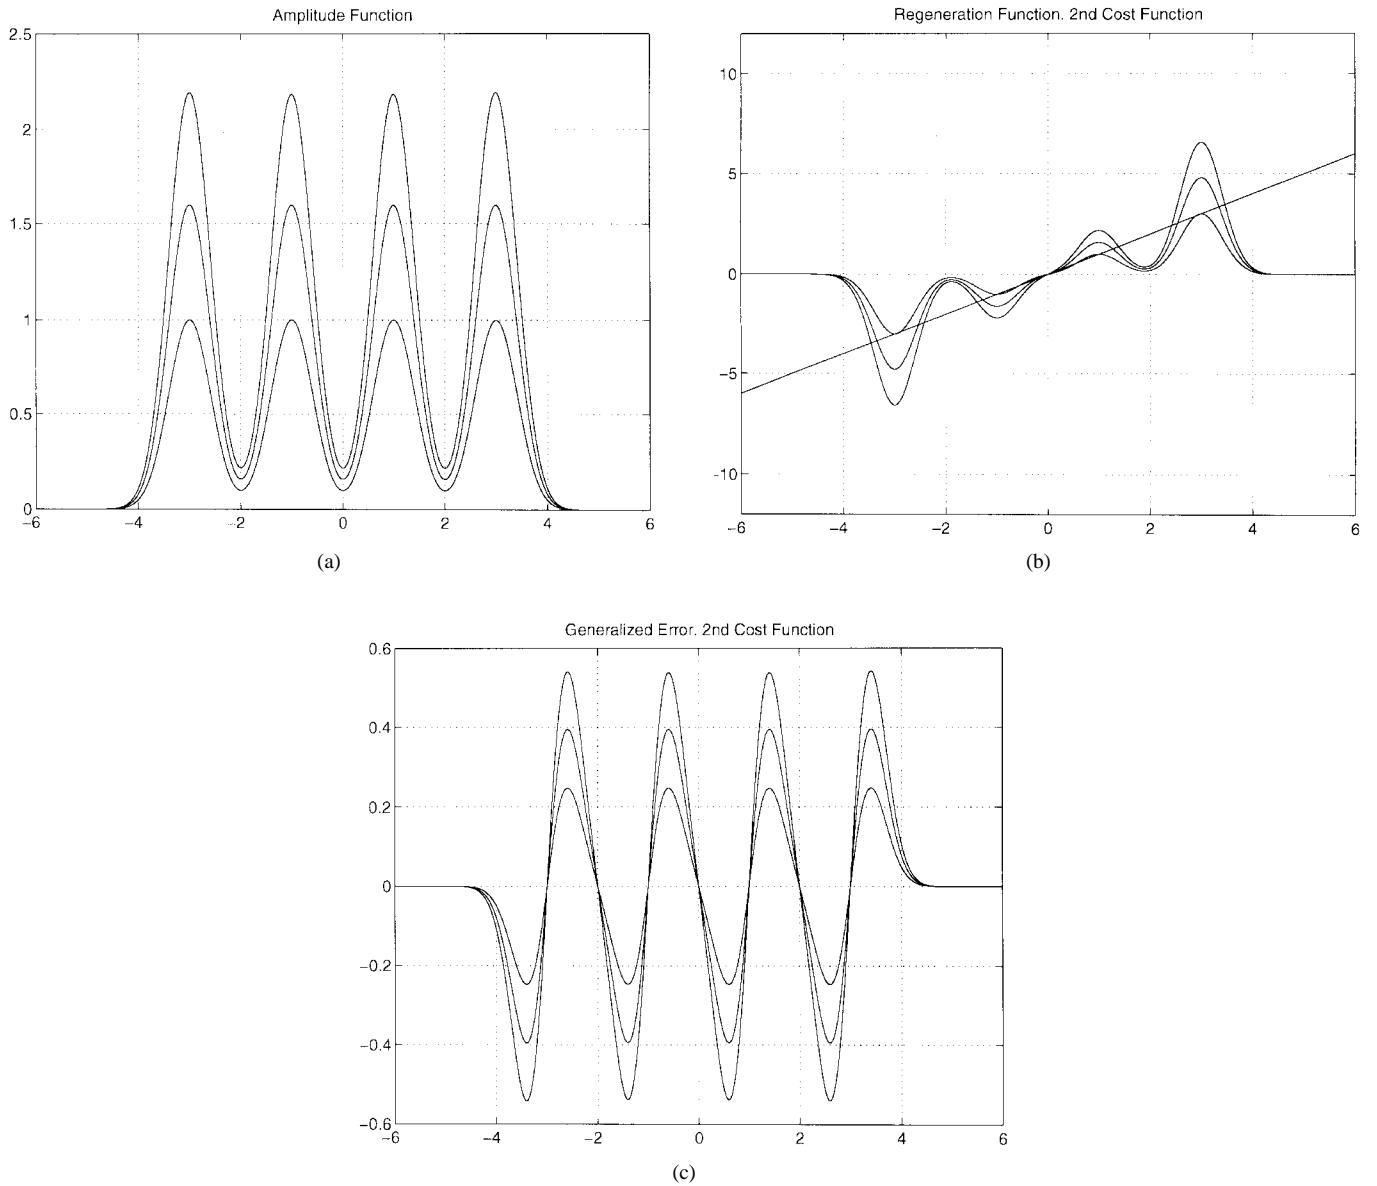 Amplitude Function
2.5
2
1.5
1
0.5
0
−6 −4 −2 0 2 4 6
(a)
Regeneration Function. 2nd Cost Function
10
5
0
−5
−10
−6 −4 −2 0 2 4 6
(b)
Generalized Error. 2nd Cost Function
0.6
0.4
0.2
0
−0.2
−0.4
−0.6
−6 −4 −2 0 2 4 6
(c)